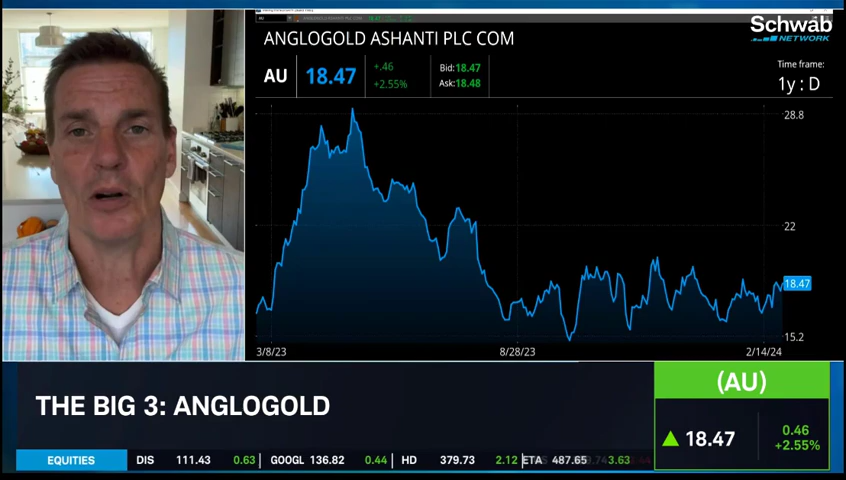 Schwab
NETWORK
ANGLOGOLD ASHANTI PLC COM
AU
18.47
+.46
+2.55%
Bid:18.47
Ask:18.48
Time frame:
1y : D
28.8
22
18.47
15.2
3/8/23
8/28/23
2/14/24
THE BIG 3: ANGLOGOLD
(AU)
18.47
0.46
+2.55%
EQUITIES
DIS 111.43 0.63 GOOGL 136.82 0.44 HD 379.73 2.12 ETA 487.65 3.63